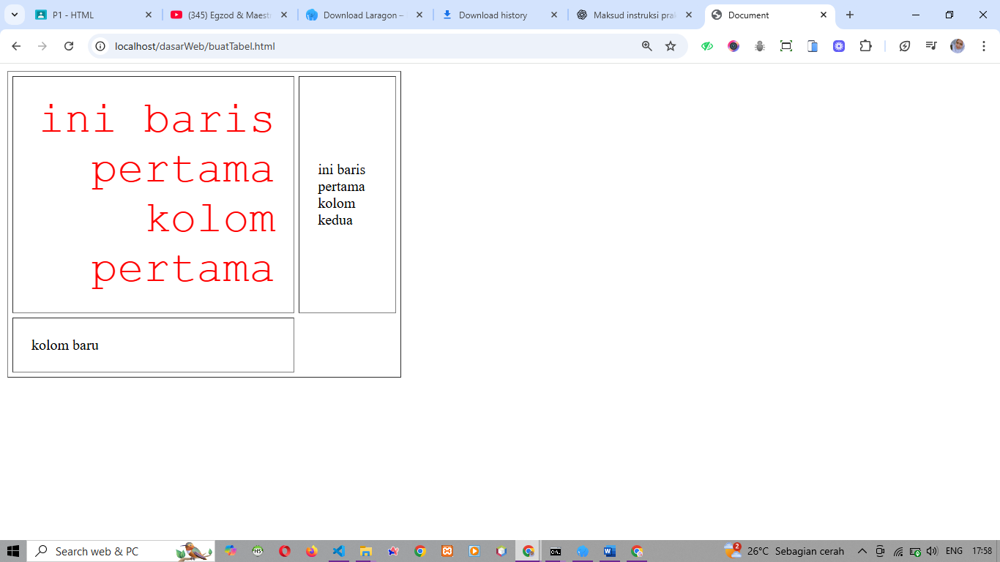 P1 - HTML
(345) Egzod & Maest
Download Laragon –
Download history
Maksud instruksi pra
Document
localhost/dasarWeb/buatTabel.html
ini baris
pertama
kolom
pertama
ini baris
pertama
kolom
kedua
kolom baru
Search web & PC
HS
2
26°C Sebagian cerah
ENG
17:58